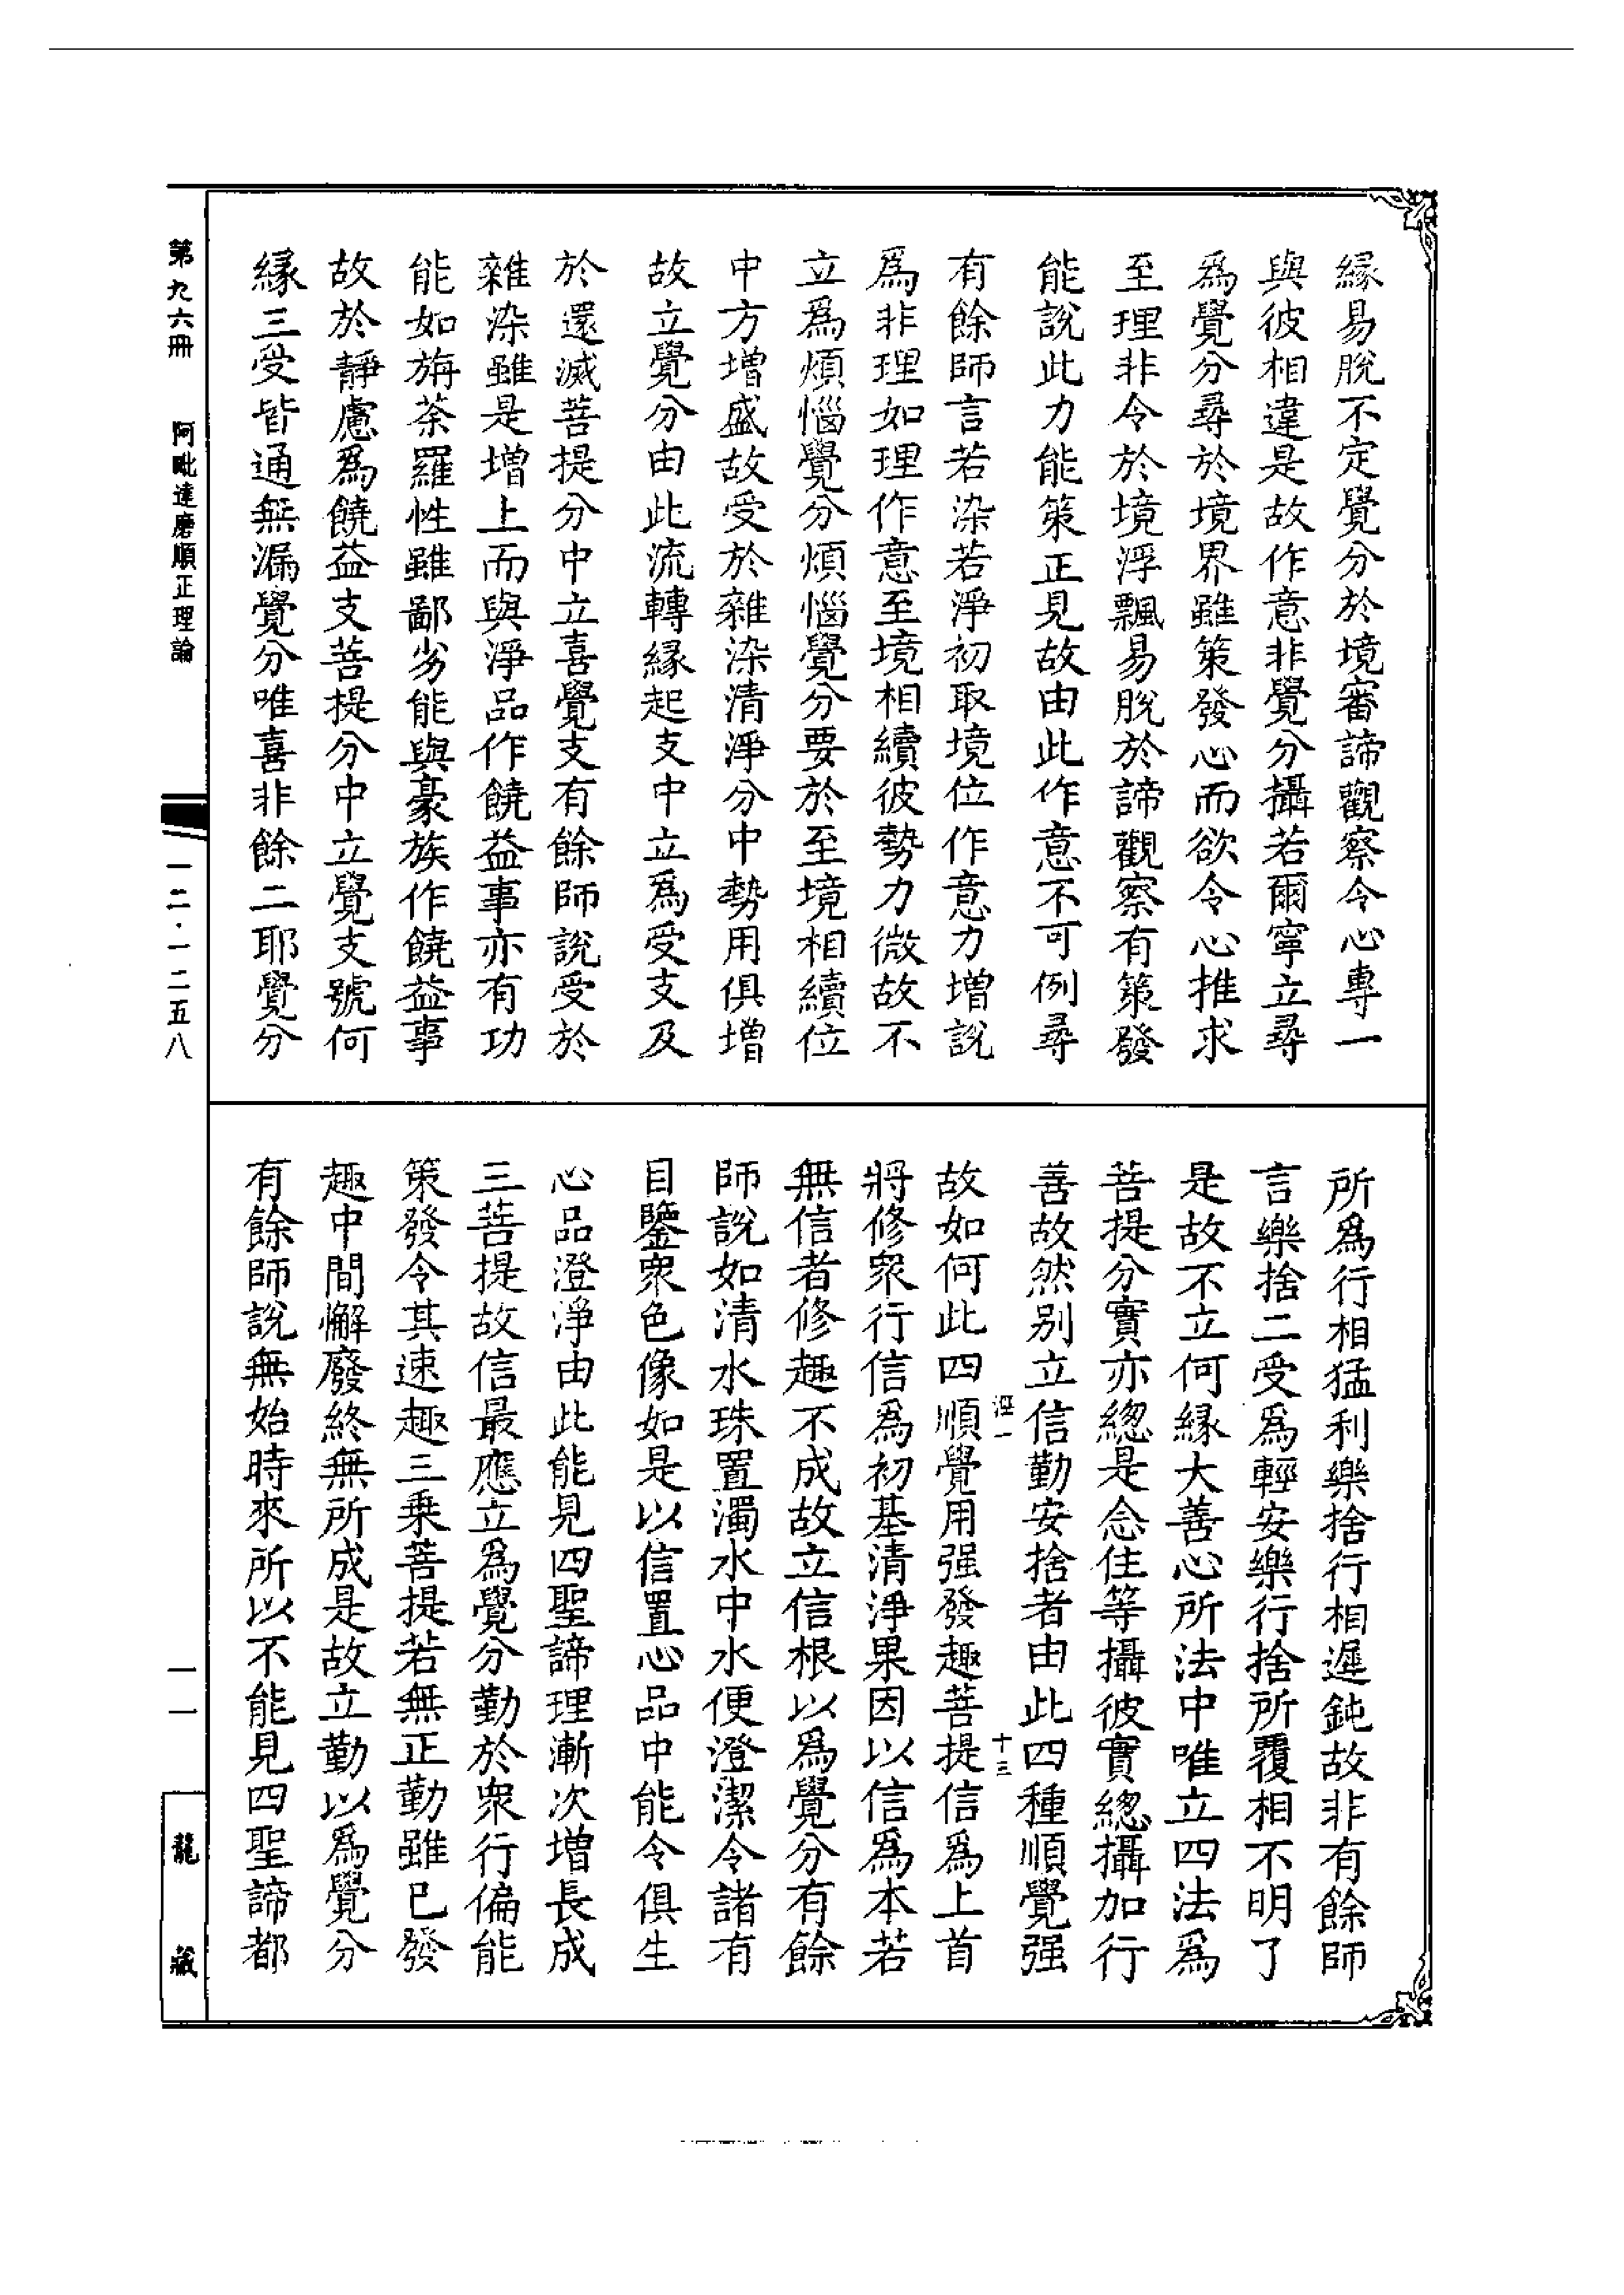 緣易脫不定覺分於境審諦觀察令心專一
與彼相違是故作意非覺分攝若爾寧立尋
爲覺分尋於境界雖策發心而欲令心推求
至理非令於境浮飄易脫於諦觀察有策發
能說此力能策正見故由此作意不可例尋
有餘師言若染若淨初取境位作意力增說
爲非理如理作意至境相續彼勢力微故不
立爲煩惱覺分煩惱覺分要於至境相續位
中方增盛故受於雜染清淨分中勢用俱增
故立覺分由此流轉緣起支中立爲受支及
於還滅菩提分中立喜覺支有餘師說受於
雜染雖是增上而與淨品作饒益事亦有功
能如旃荼羅性雖鄙劣能與豪族作饒益事
故於靜慮爲饒益支菩提分中立覺支號何
緣三受皆通無漏覺分唯喜非餘二耶覺分
所爲行相猛利樂捨行相遲鈍故非有餘師
言樂捨二受爲輕安樂行捨所覆相不明了
是故不立何緣大善心所法中唯立四法爲
菩提分實亦總是念住等攝彼實總攝加行
善故然別立信勤安捨者由此四種順覺强
故如何此四順覺用强發趣菩提信爲上首
將修衆行信爲初基清淨果因以信爲本若
無信者修趣不成故立信根以爲覺分有餘
師說如清水珠置濁水中水便澄潔令諸有
目鑒衆色像如是以信置心品中能令俱生
心品澄淨由此能見四聖諦理漸次增長成
三菩提故信最應立爲覺分勤於衆行偏能
策發令其速趣三乘菩提若無正勤雖已發
趣中間懈廢終無所成是故立勤以爲覺分
有餘師說無始時來所以不能見四聖諦都
十三
第九六冊
阿毗達磨順正理論
一二·一二五八
一一
龍藏